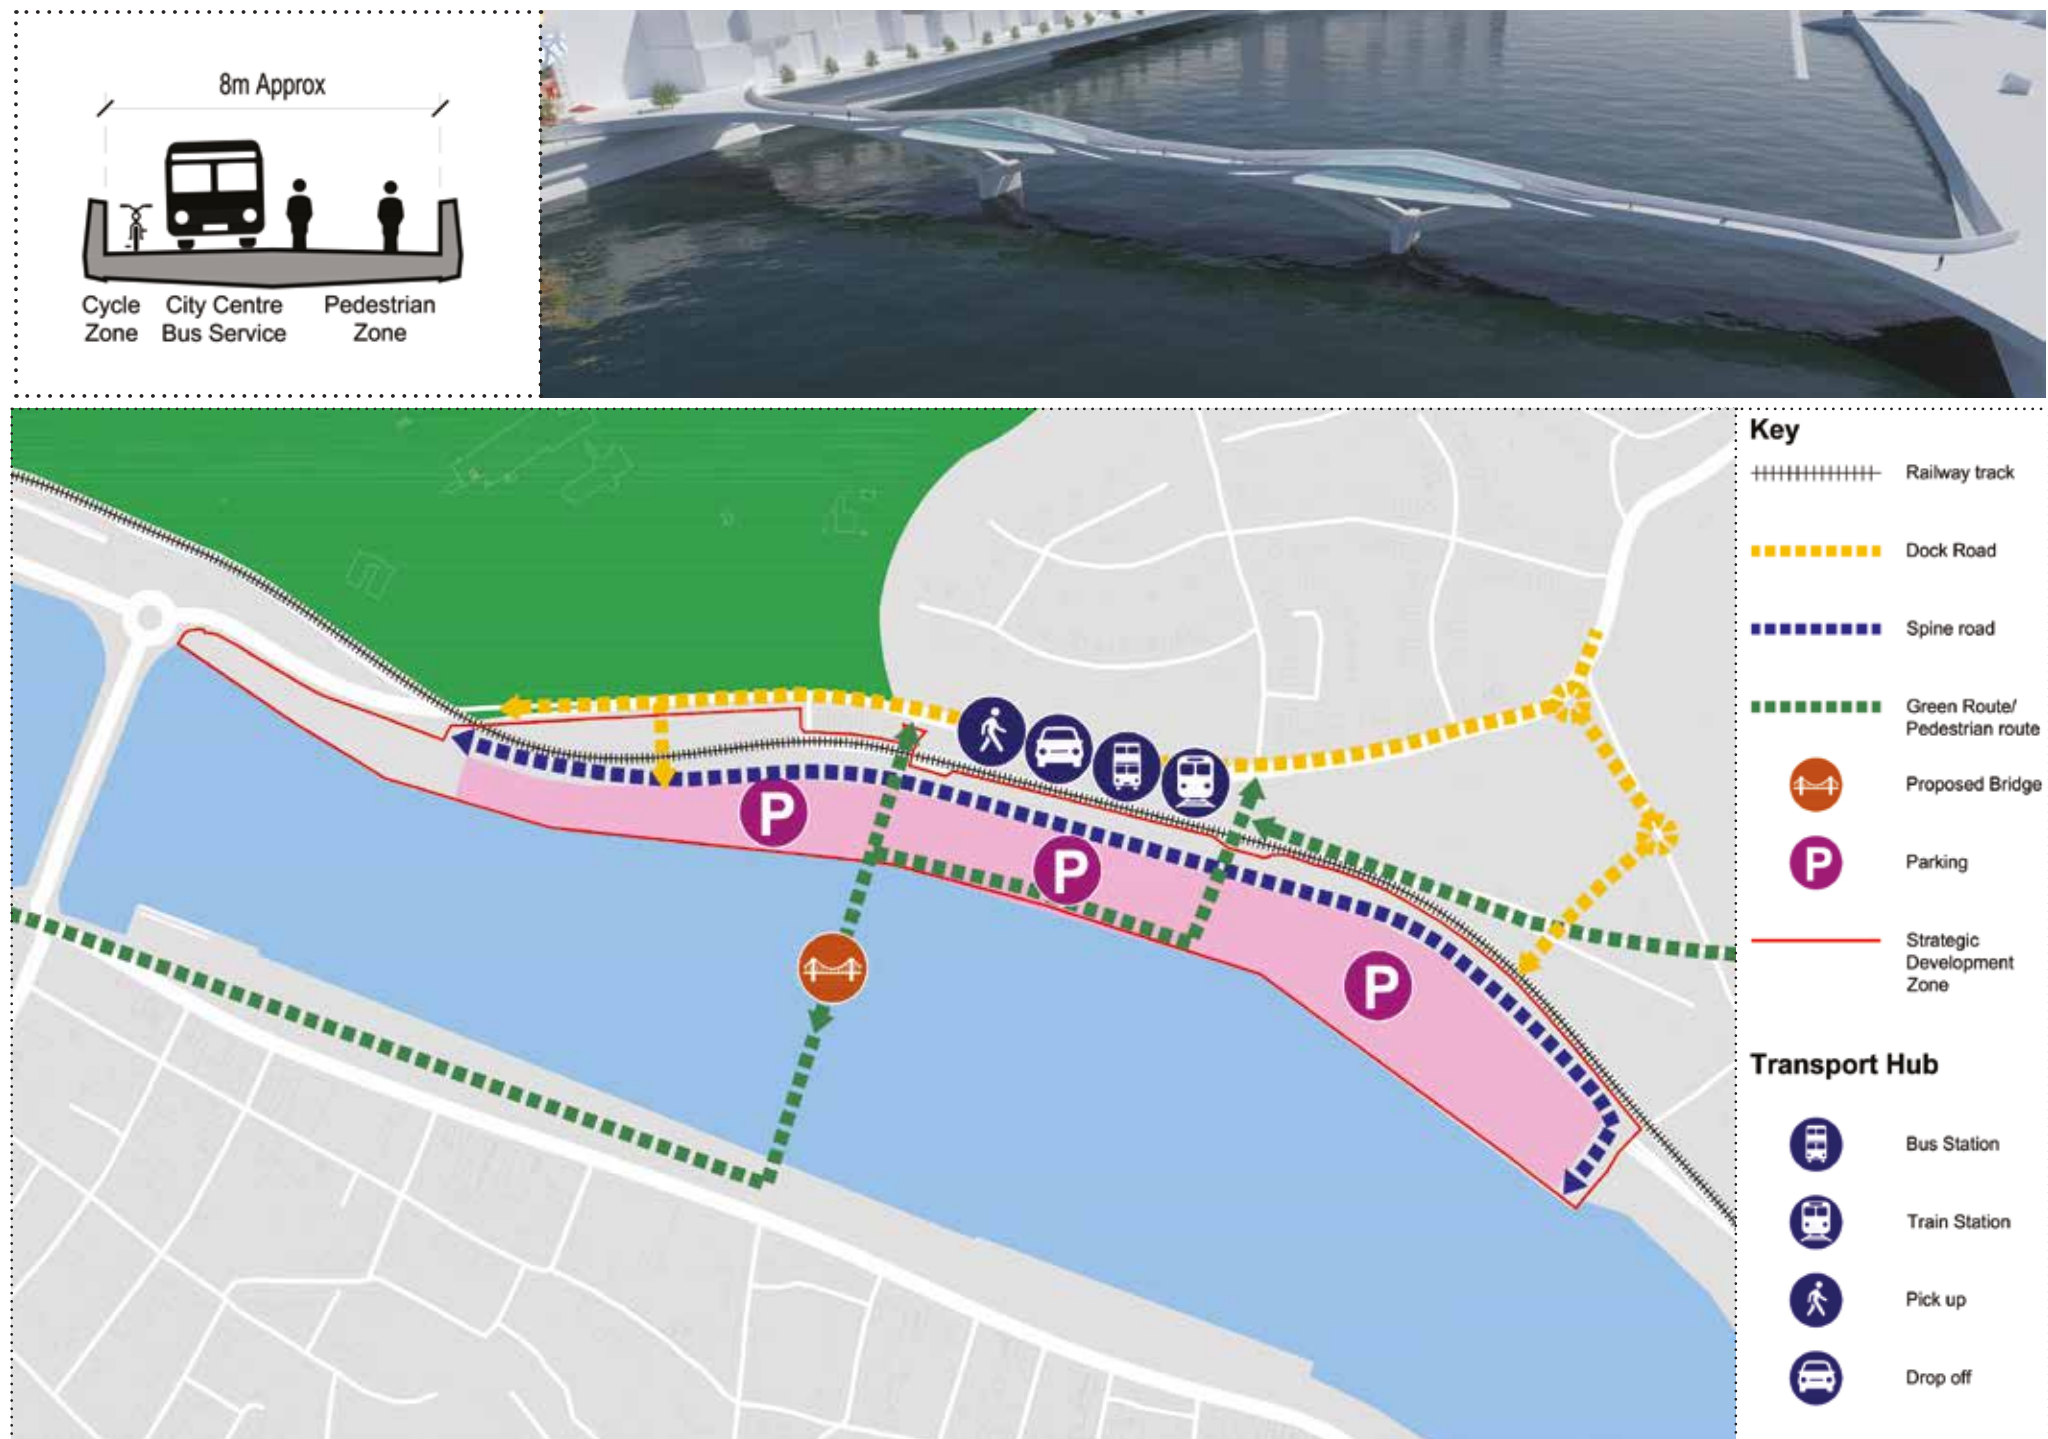 8m Approx
Cycle
Zone
City Centre
Bus Service
Pedestrian
Zone
P
P
P
Key
Railway track
Dock Road
Spine road
Green Route/
Pedestrian route
Proposed Bridge
P
Parking
Strategic
Development
Zone
Transport Hub
Bus Station
Train Station
Pick up
Drop off